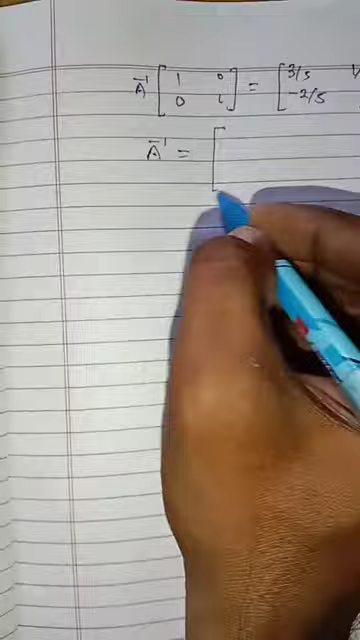 A⁻¹ [ 1 0 = [ 3/5
0 1 ] -2/5
A⁻¹ = [